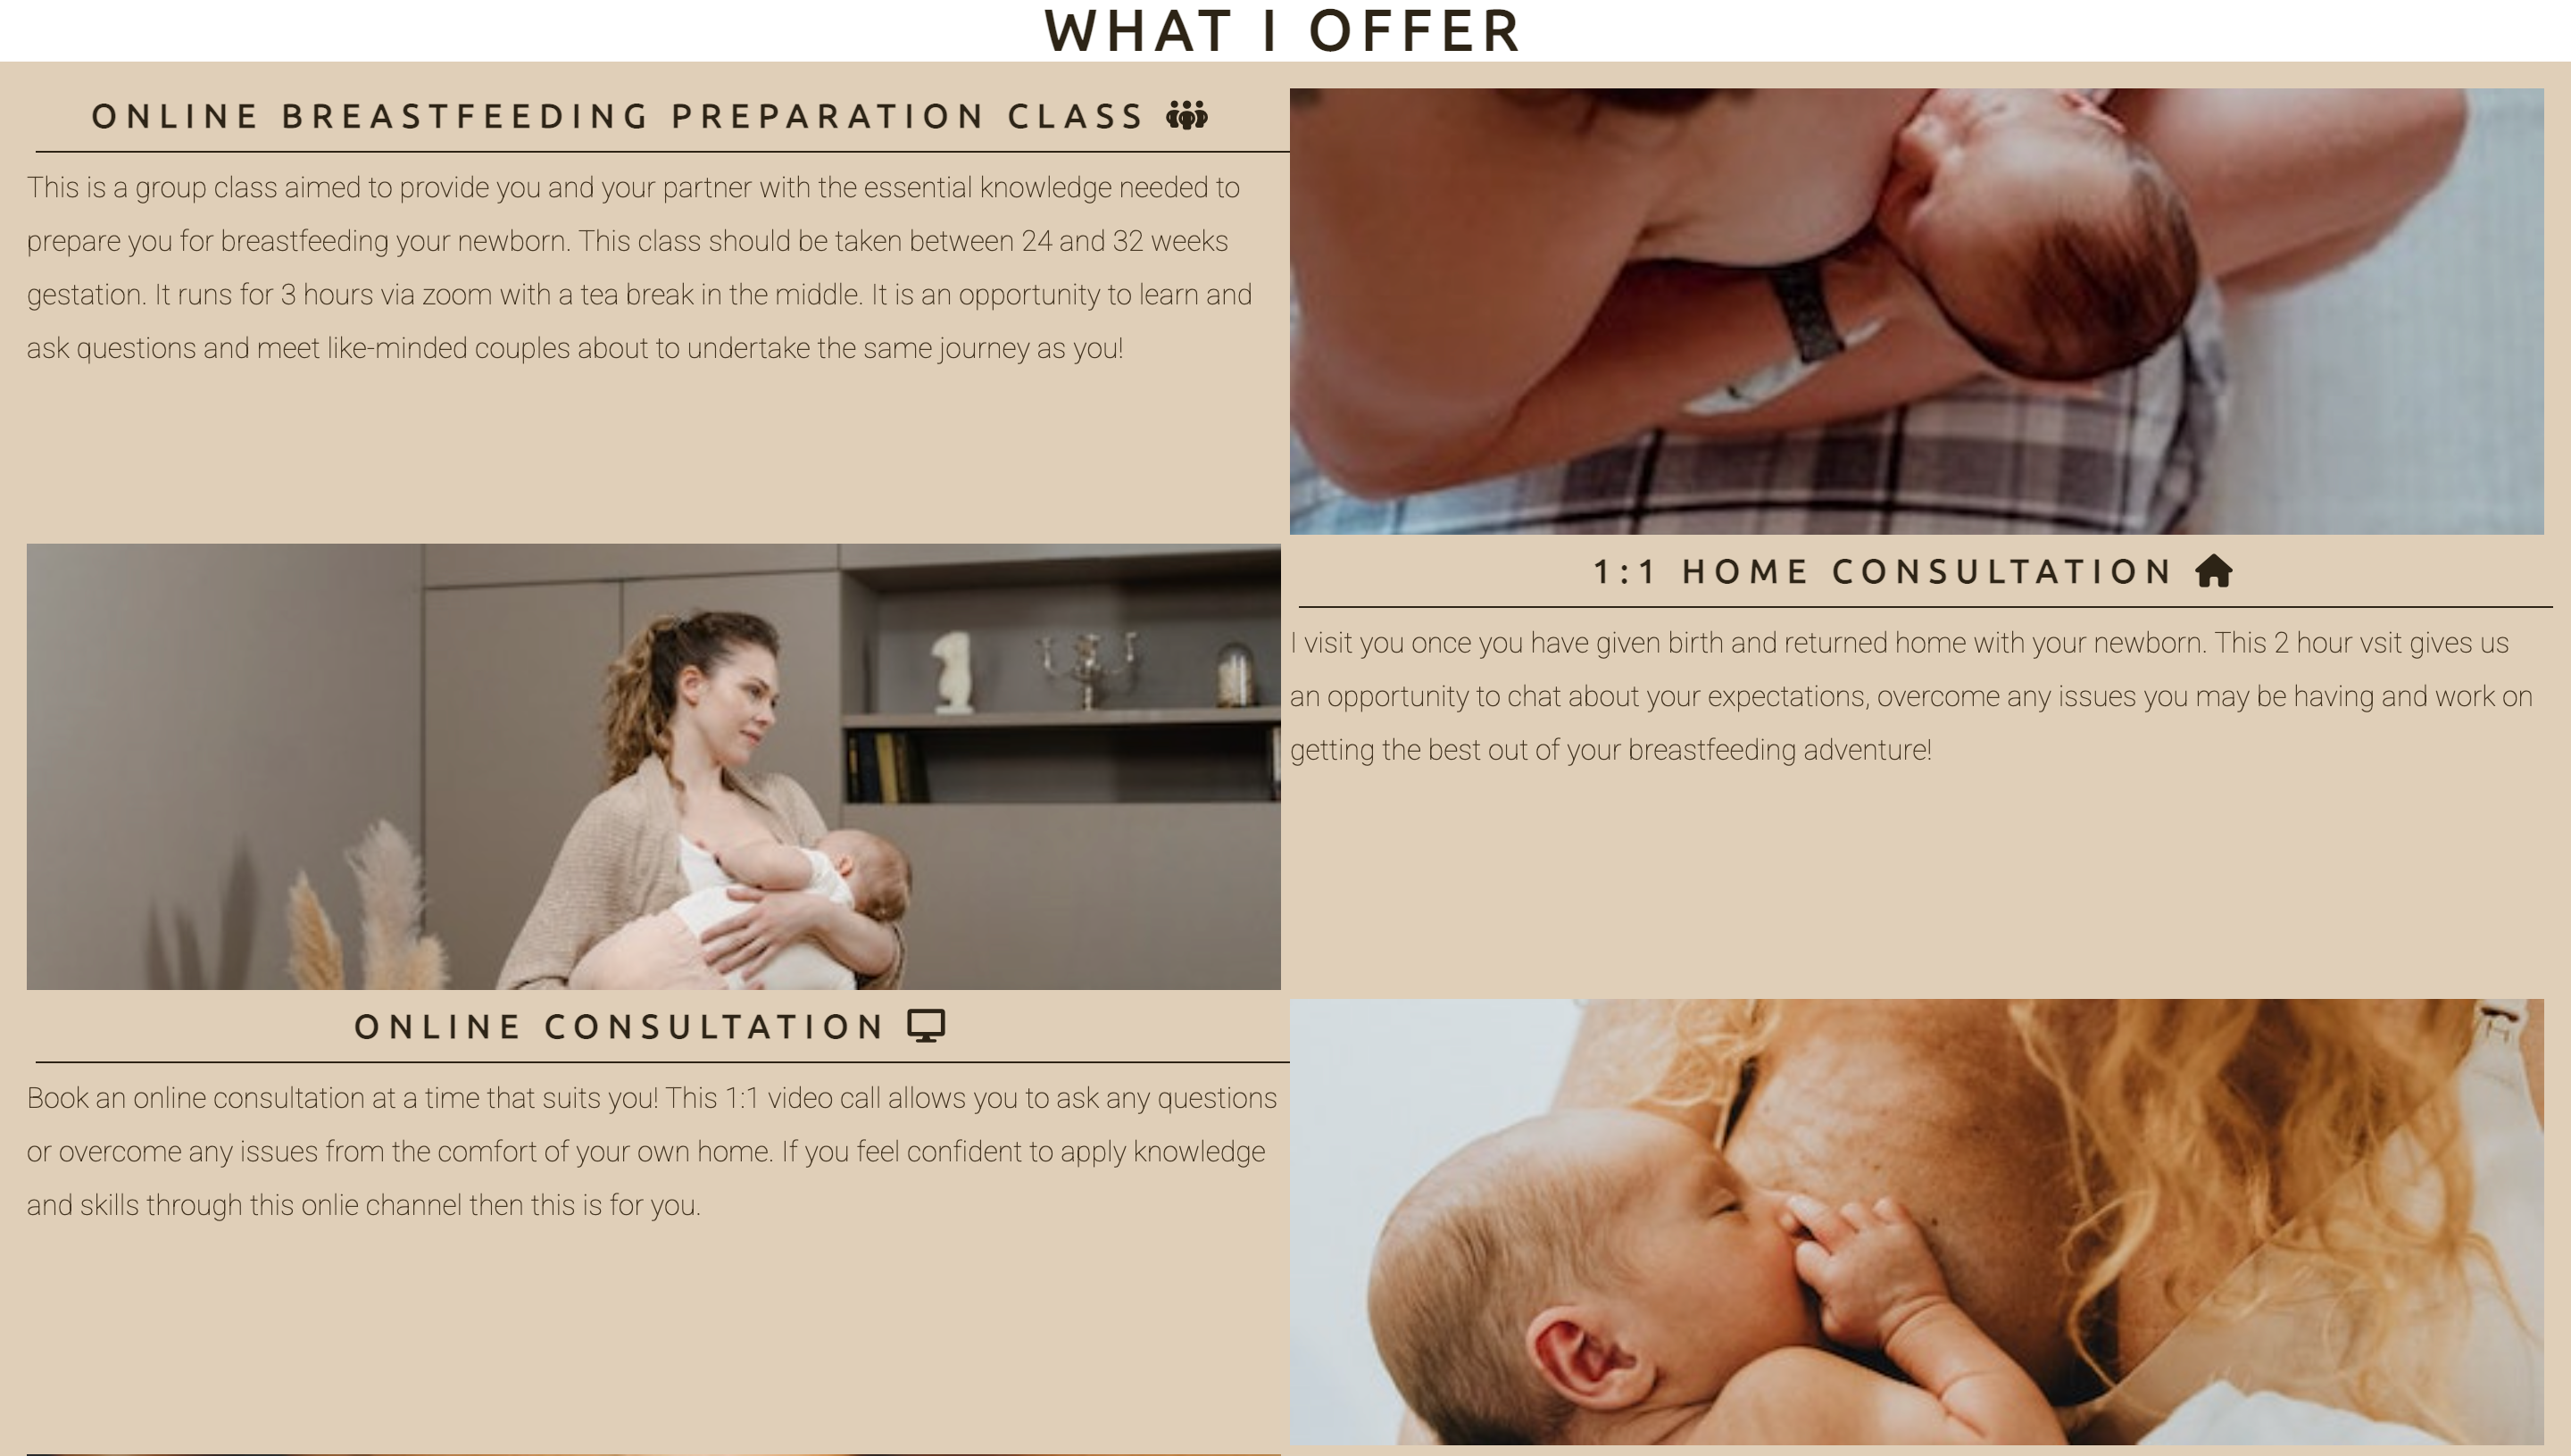 WHAT I OFFER
ONLINE BREASTFEEDING PREPARATION CLASS
This is a group class aimed to provide you and your partner with the essential knowledge needed to
prepare you for breastfeeding your newborn. This class should be taken between 24 and 32 weeks
gestation. It runs for 3 hours via zoom with a tea break in the middle. It is an opportunity to learn and
ask questions and meet like-minded couples about to undertake the same journey as you!
1:1 HOME CONSULTATION
I visit you once you have given birth and returned home with your newborn. This 2 hour vsit gives us
an opportunity to chat about your expectations, overcome any issues you may be having and work on
getting the best out of your breastfeeding adventure!
ONLINE CONSULTATION
Book an online consultation at a time that suits you! This 1:1 video call allows you to ask any questions
or overcome any issues from the comfort of your own home. If you feel confident to apply knowledge
and skills through this onlie channel then this is for you.